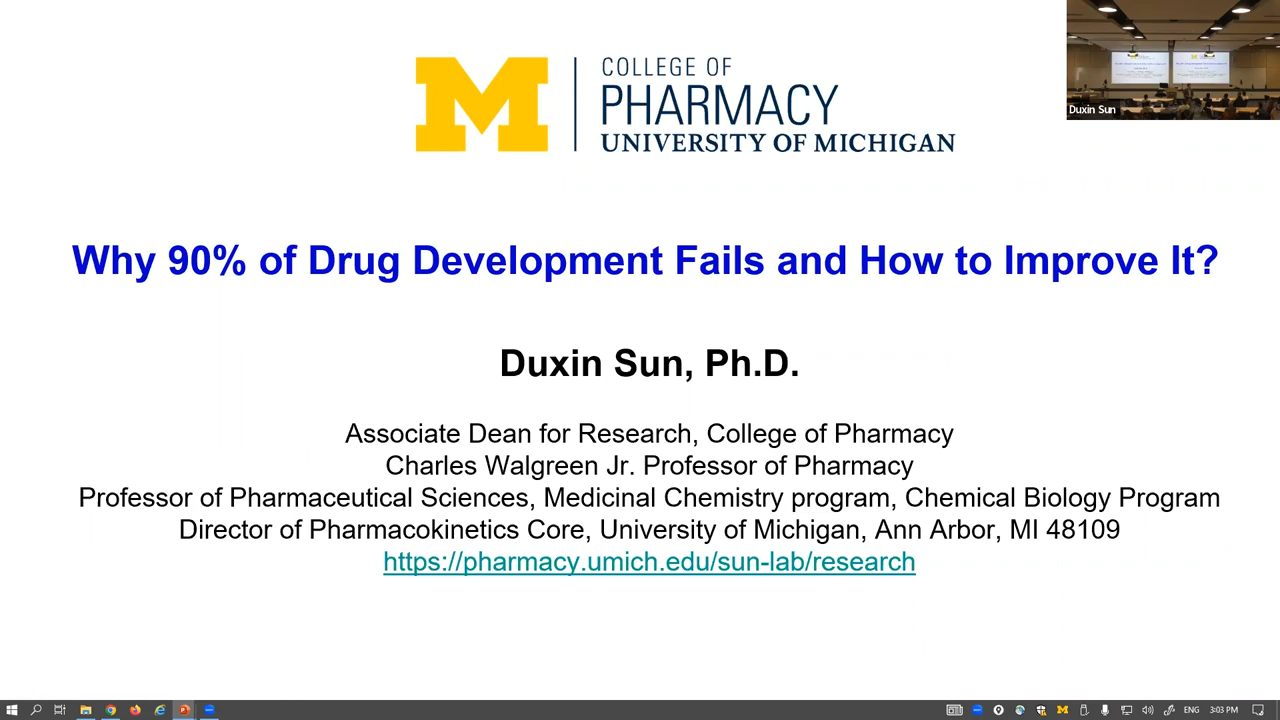 M
COLLEGE OF
PHARMACY
UNIVERSITY OF MICHIGAN
Duxin Sun
Why 90% of Drug Development Fails and How to Improve It?
Duxin Sun, Ph.D.
Associate Dean for Research, College of Pharmacy
Charles Walgreen Jr. Professor of Pharmacy
Professor of Pharmaceutical Sciences, Medicinal Chemistry program, Chemical Biology Program
Director of Pharmacokinetics Core, University of Michigan, Ann Arbor, MI 48109
https://pharmacy.umich.edu/sun-lab/research
ENG
3:03 PM